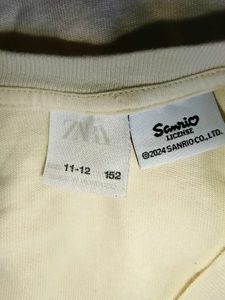 ZARA
11-12 152
Sanrio
LICENSE
©2024 SANRIO CO., LTD.